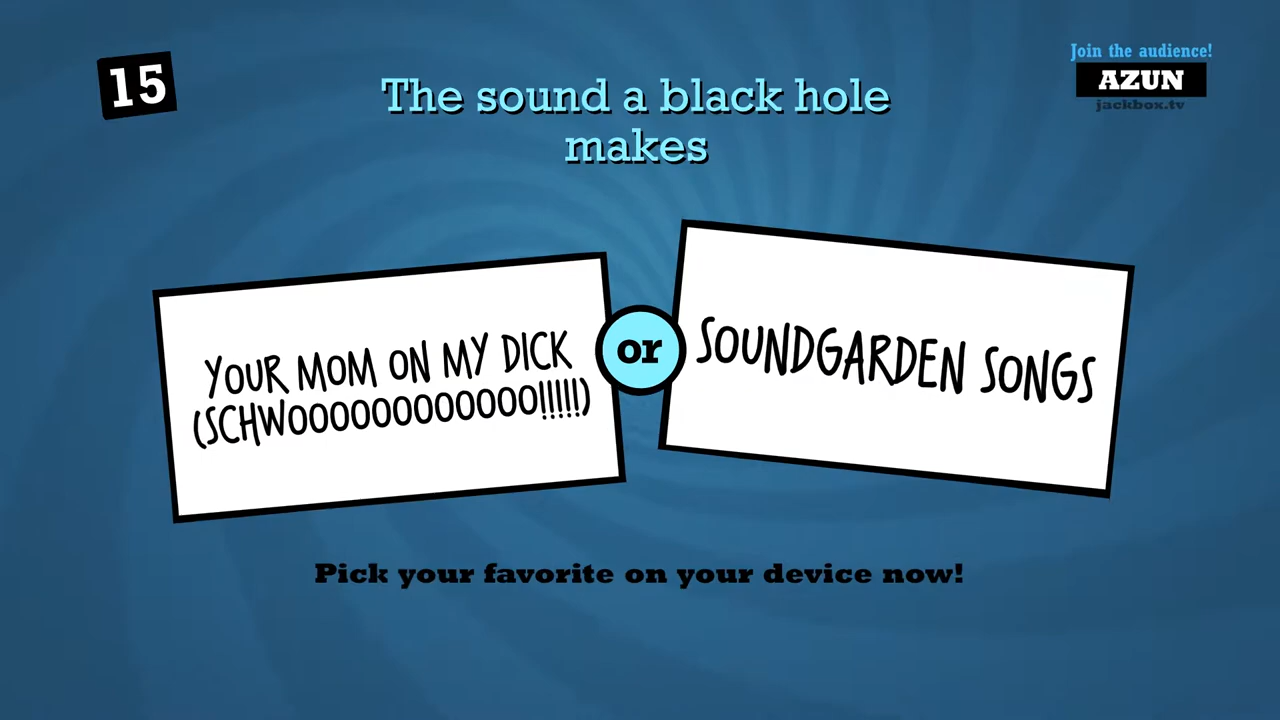 15
Join the audience!
AZUN
jackbox.tv
The sound a black hole
makes
YOUR MOM ON MY DICK
(SCHWOOOOOOOOOOOO!!!!!)
or
SOUNDGARDEN SONGS
Pick your favorite on your device now!